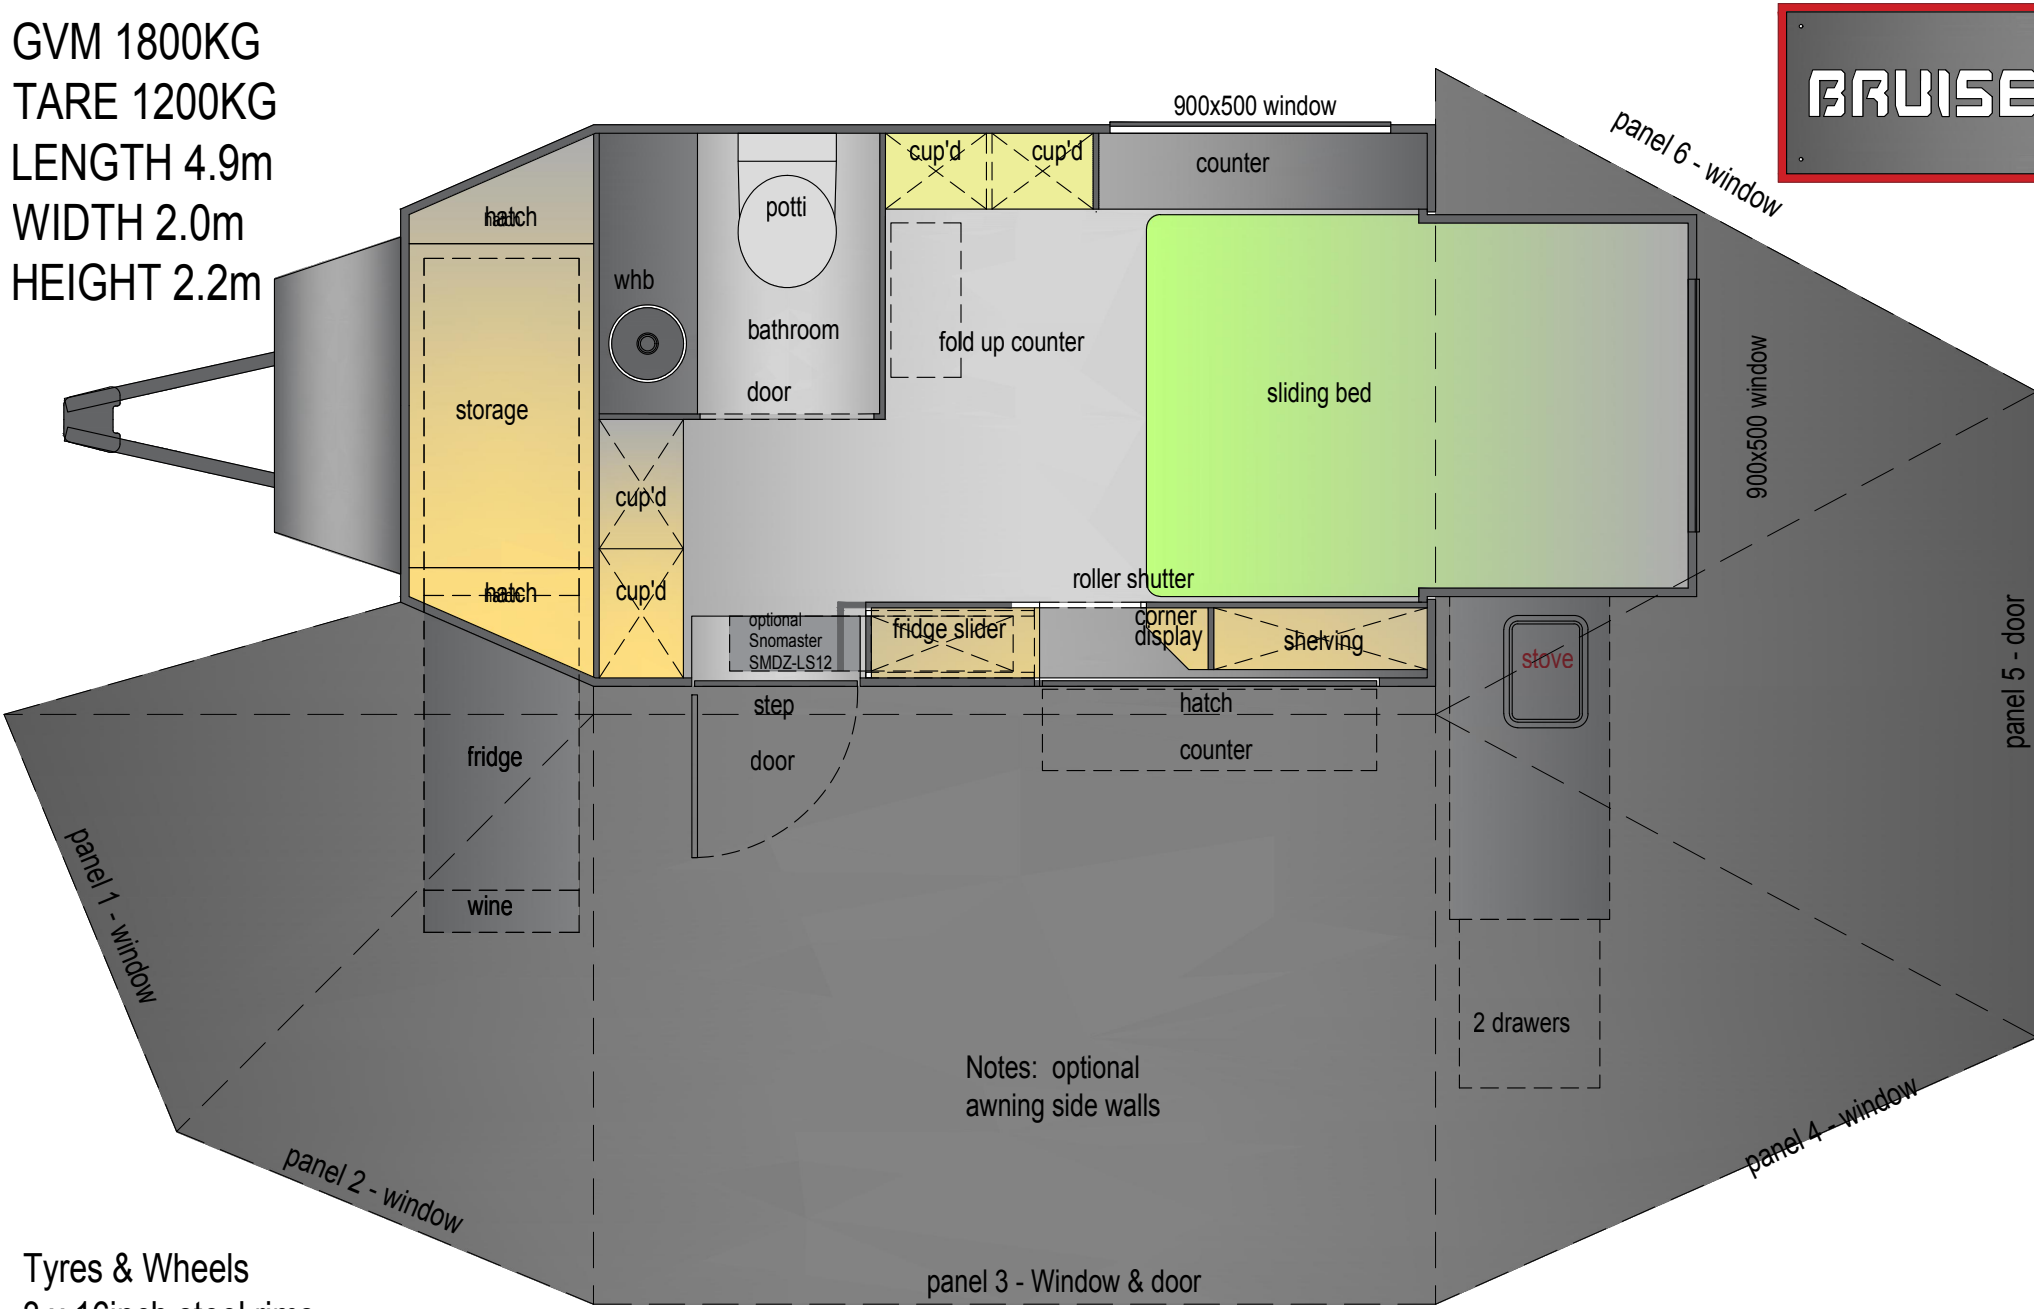 GVM 1800KG
TARE 1200KG
LENGTH 4.9m
WIDTH 2.0m
HEIGHT 2.2m
BRUISE
900x500 window
panel 6 - window
cup'd
cup'd
counter
hatch
potti
whb
bathroom
fold up counter
door
storage
sliding bed
900x500 window
cup'd
cup'd
hatch
roller shutter
optional
Snomaster
SMDZ-LS12
fridge slider
corner
display
shelving
stove
panel 5 - door
step
hatch
door
counter
fridge
wine
panel 1 - window
2 drawers
Notes: optional
awning side walls
panel 2 - window
panel 4 - window
panel 3 - Window & door
Tyres & Wheels